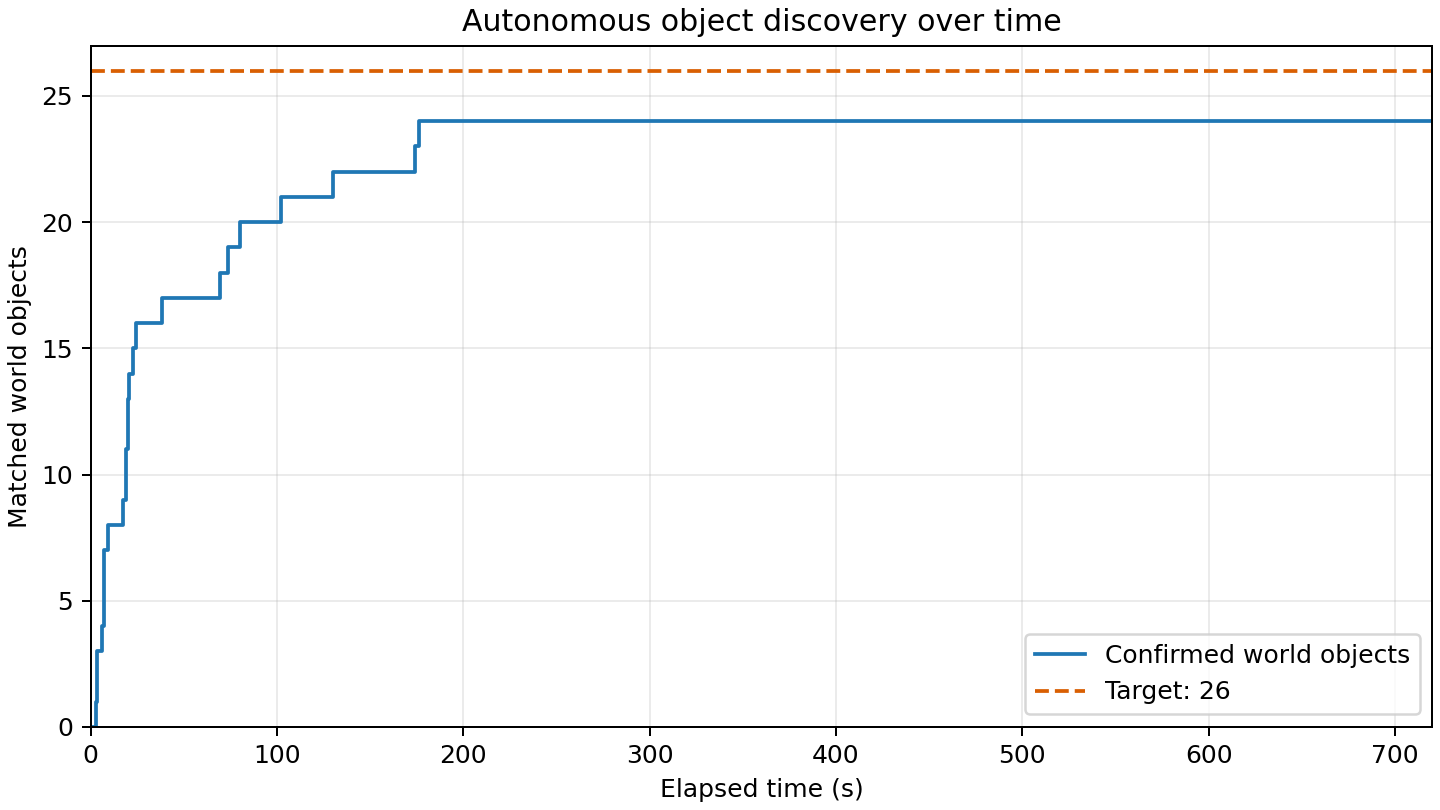 Autonomous object discovery over time
Matched world objects
25
20
15
10
5
0
0 100 200 300 400 500 600 700
Elapsed time (s)
Confirmed world objects
Target: 26